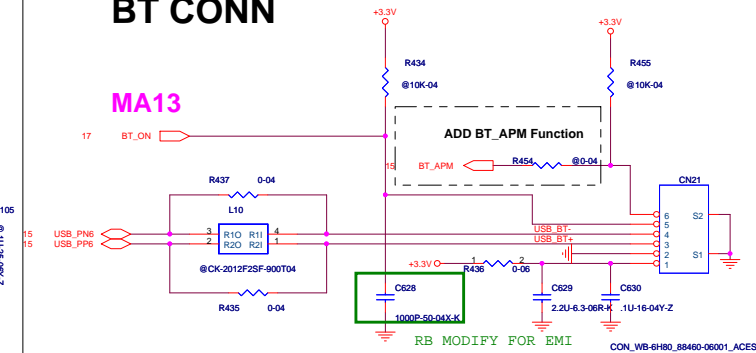 BT CONN
+3.3V
+3.3V
R434
@10K-04
R455
@10K-04
MA13
17 BT_ON
ADD BT_APM Function
15 BT_APM
R454 @0-04
CN21
R437 0-04
L10
105
15 USB_PN6
15 USB_PP6
3 R1O R1I 4
2 R2O R2I 1
@CK-2012F2SF-900T04
R435 0-04
USB_BT-
USB_BT+
6
5
4
3
2
1
S2
S1
+3.3V
1 2
R436 0-06
C628
1000P-50-04X-K
C629
2.2U-6.3-06R-K
C630
.1U-16-04Y-Z
RB MODIFY FOR EMI
CON_WB-6H80_88460-06001_ACES